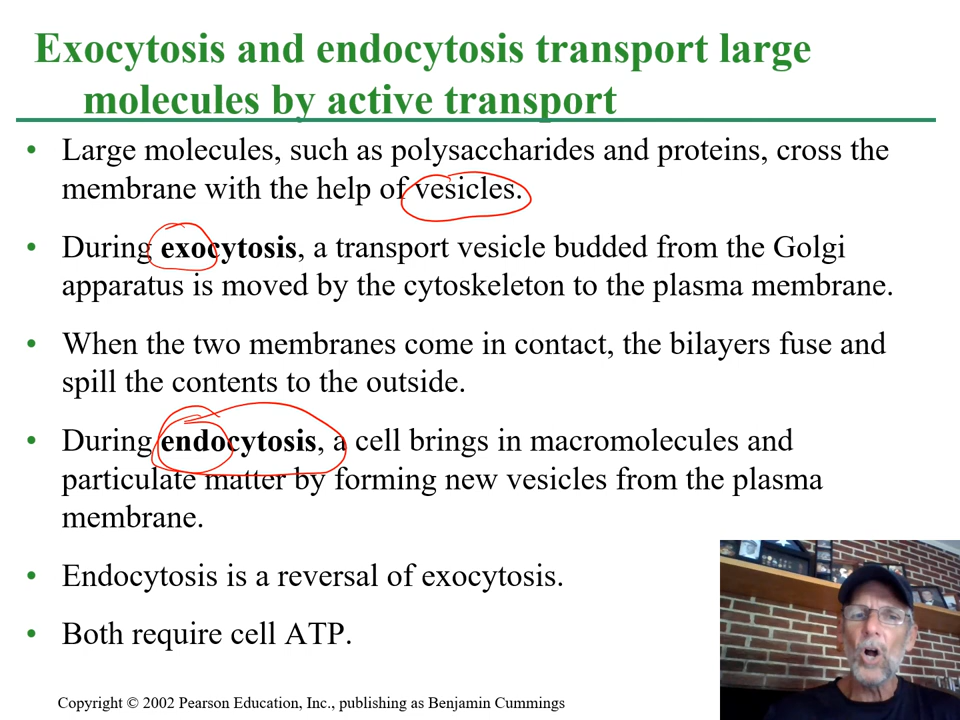 Exocytosis and endocytosis transport large
molecules by active transport
• Large molecules, such as polysaccharides and proteins, cross the
membrane with the help of vesicles.
• During exocytosis, a transport vesicle budded from the Golgi
apparatus is moved by the cytoskeleton to the plasma membrane.
• When the two membranes come in contact, the bilayers fuse and
spill the contents to the outside.
• During endocytosis, a cell brings in macromolecules and
particulate matter by forming new vesicles from the plasma
membrane.
• Endocytosis is a reversal of exocytosis.
• Both require cell ATP.
Copyright © 2002 Pearson Education, Inc., publishing as Benjamin Cummings